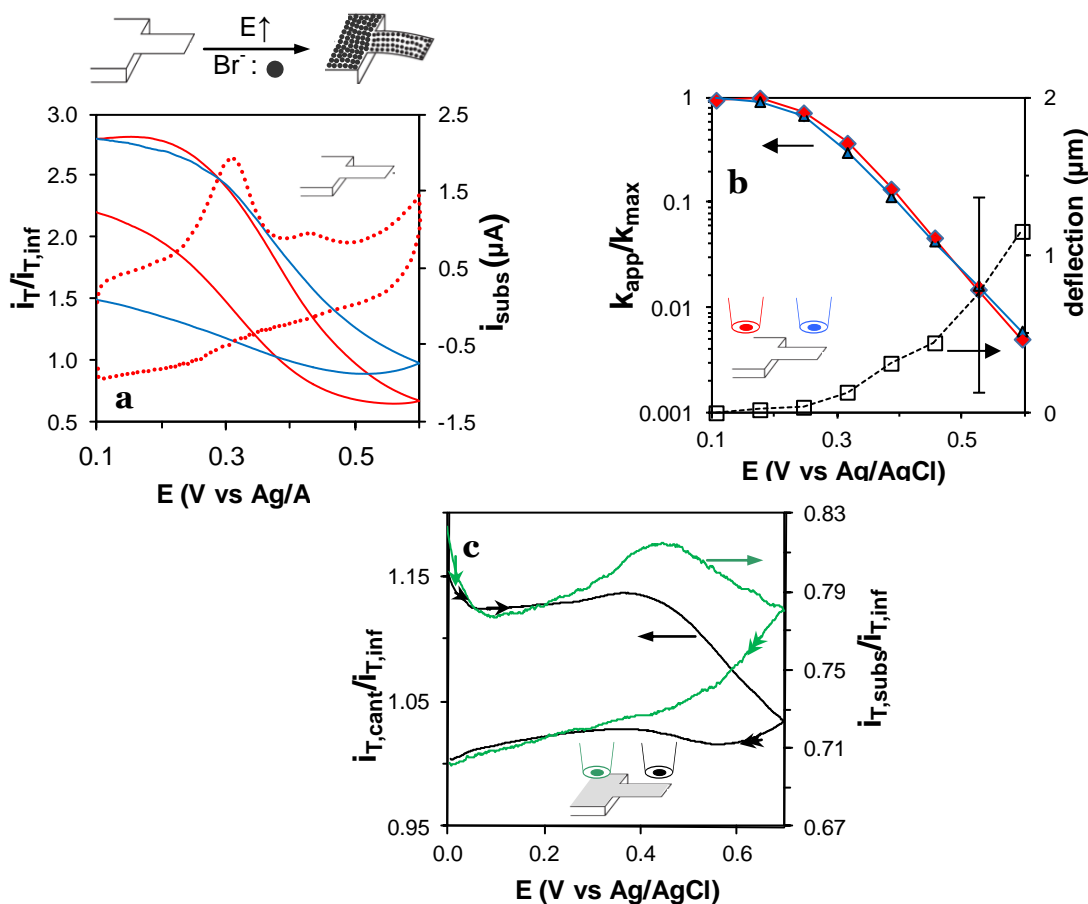 E↑
Br⁻ : ●
3.0
2.5
2.0
1.5
1.0
0.5
i_T/i_T,inf
2.5
1.5
0.5
-0.5
-1.5
i_subs (µA)
a
0.1
0.3
0.5
E (V vs Ag/A
1
0.1
0.01
0.001
k_app/k_max
b
2
1
0
deflection (µm)
0.1
0.3
0.5
E (V vs Ag/AgCl)
c
1.15
1.05
0.95
i_T,cant/i_T,inf
0.83
0.79
0.75
0.71
0.67
i_T,subs/i_T,inf
0.0
0.2
0.4
0.6
E (V vs Ag/AgCl)